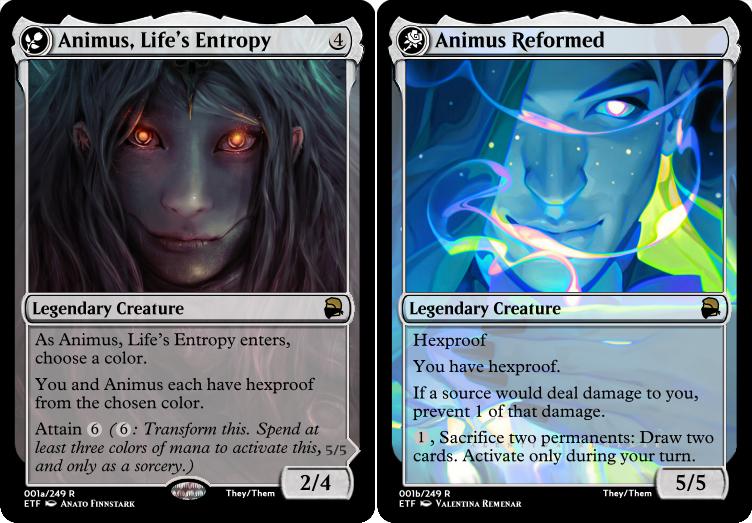 Animus, Life's Entropy 4
Legendary Creature
As Animus, Life's Entropy enters,
choose a color.
You and Animus each have hexproof
from the chosen color.
Attain 6 (6: Transform this. Spend at
least three colors of mana to activate this,
and only as a sorcery.)
5/5
2/4
001a/249 R
They/Them
ETF Anato Finnstark
Animus Reformed
Legendary Creature
Hexproof
You have hexproof.
If a source would deal damage to you,
prevent 1 of that damage.
1, Sacrifice two permanents: Draw two
cards. Activate only during your turn.
5/5
001b/249 R
They/Them
ETF Valentina Remenar